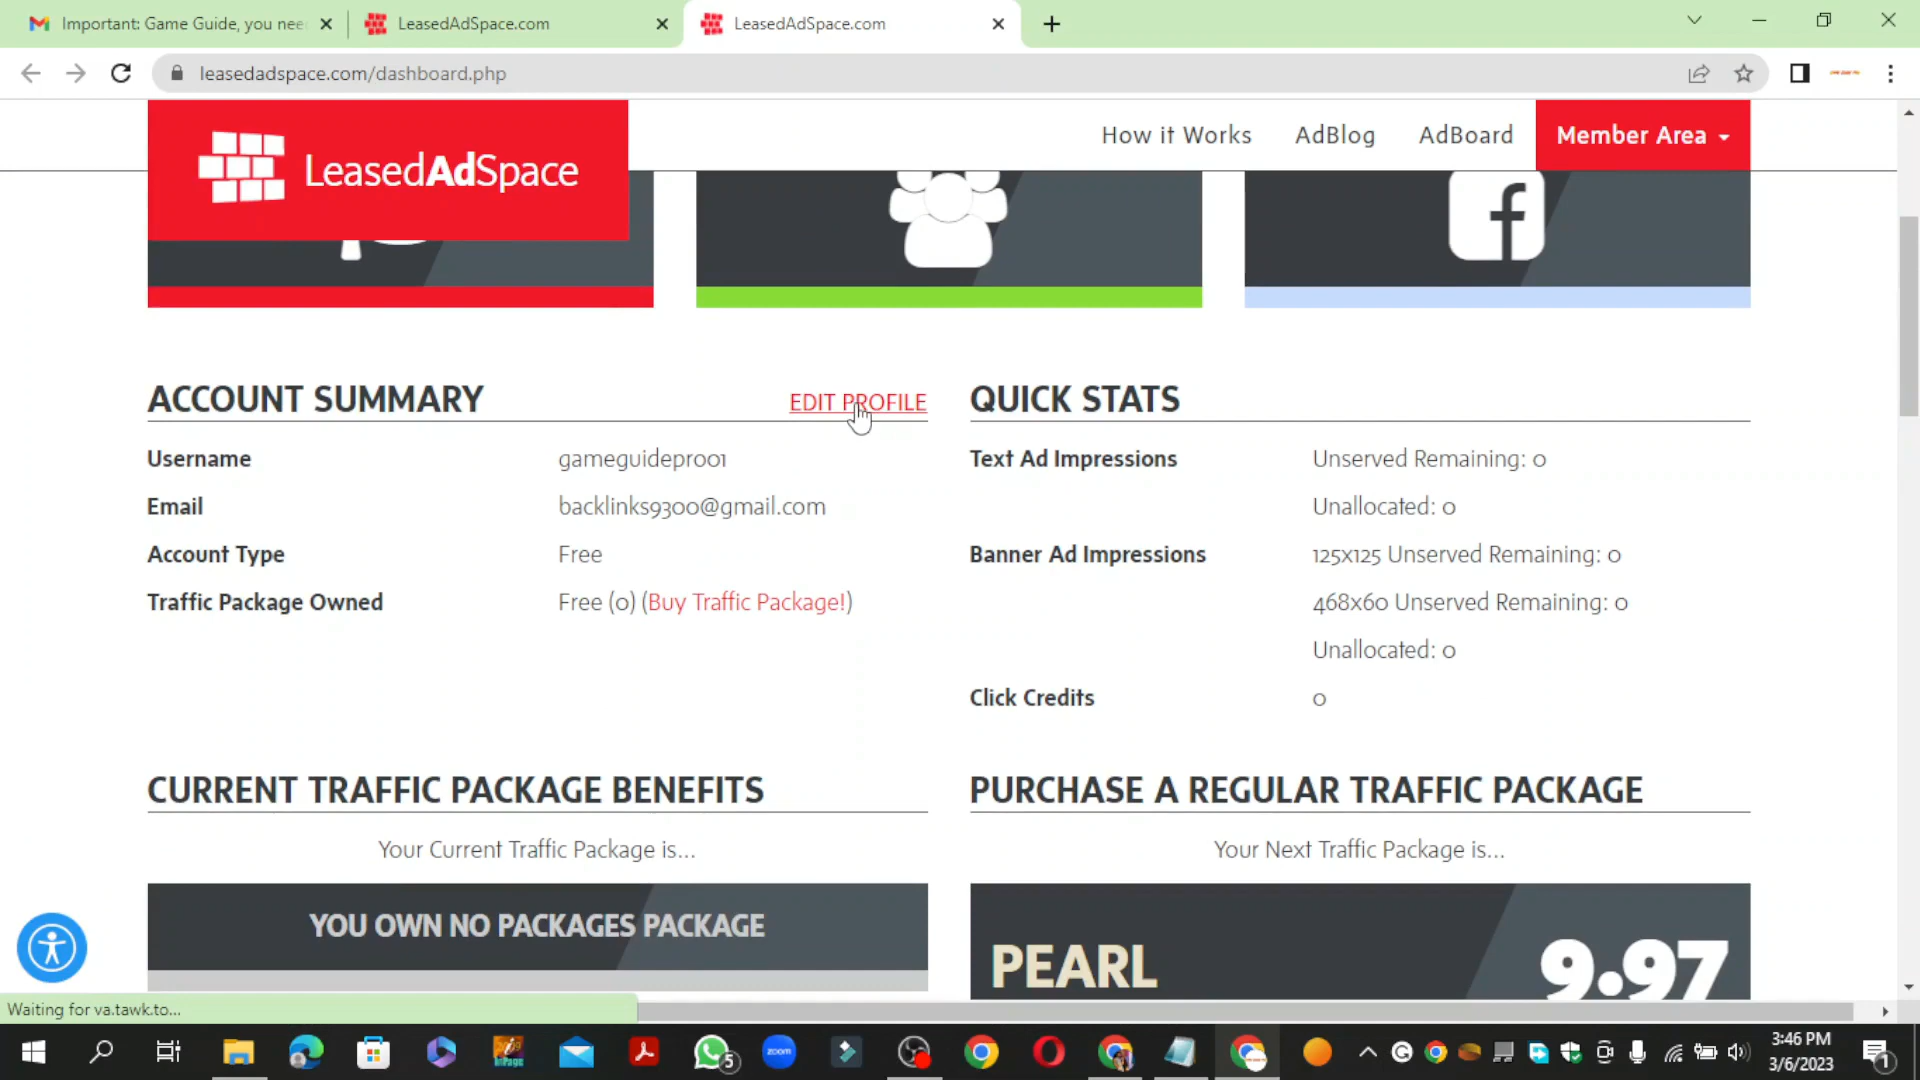 Important: Game Guide, you nee
LeasedAdSpace.com
LeasedAdSpace.com
leasedadspace.com/dashboard.php
LeasedAdSpace
How it Works
AdBlog
AdBoard
Member Area
ACCOUNT SUMMARY
EDIT PROFILE
Username gameguidepro01
Email backlinks9300@gmail.com
Account Type Free
Traffic Package Owned Free (0) (Buy Traffic Package!)
QUICK STATS
Text Ad Impressions Unserved Remaining: 0
Unallocated: 0
Banner Ad Impressions 125x125 Unserved Remaining: 0
468x60 Unserved Remaining: 0
Unallocated: 0
Click Credits 0
CURRENT TRAFFIC PACKAGE BENEFITS
Your Current Traffic Package is...
YOU OWN NO PACKAGES PACKAGE
PURCHASE A REGULAR TRAFFIC PACKAGE
Your Next Traffic Package is...
PEARL 9.97
Waiting for va.tawk.to...
5
zoom
3:46 PM
3/6/2023
1